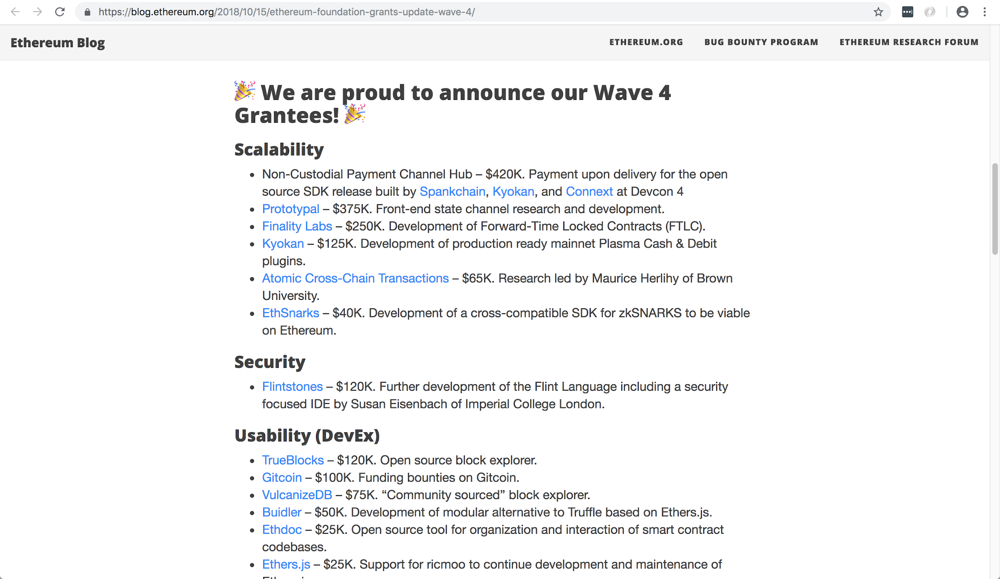 https://blog.ethereum.org/2018/10/15/ethereum-foundation-grants-update-wave-4/
Ethereum Blog
ETHEREUM.ORG
BUG BOUNTY PROGRAM
ETHEREUM RESEARCH FORUM
🎉 We are proud to announce our Wave 4
Grantees! 🎉
Scalability
• Non-Custodial Payment Channel Hub – $420K. Payment upon delivery for the open
source SDK release built by Spankchain, Kyokan, and Connext at Devcon 4
• Prototypal – $375K. Front-end state channel research and development.
• Finality Labs – $250K. Development of Forward-Time Locked Contracts (FTLC).
• Kyokan – $125K. Development of production ready mainnet Plasma Cash & Debit
plugins.
• Atomic Cross-Chain Transactions – $65K. Research led by Maurice Herlihy of Brown
University.
• EthSnarks – $40K. Development of a cross-compatible SDK for zkSNARKS to be viable
on Ethereum.
Security
• Flintstones – $120K. Further development of the Flint Language including a security
focused IDE by Susan Eisenbach of Imperial College London.
Usability (DevEx)
• TrueBlocks – $120K. Open source block explorer.
• Gitcoin – $100K. Funding bounties on Gitcoin.
• VulcanizeDB – $75K. “Community sourced” block explorer.
• Buidler – $50K. Development of modular alternative to Truffle based on Ethers.js.
• Ethdoc – $25K. Open source tool for organization and interaction of smart contract
codebases.
• Ethers.js – $25K. Support for ricmoo to continue development and maintenance of